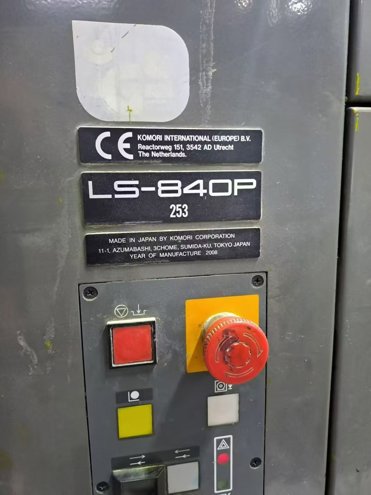 CE KOMORI INTERNATIONAL (EUROPE) B.V.
Reactorweg 151, 3542 AD Utrecht
The Netherlands.
LS-840P
253
MADE IN JAPAN BY KOMORI CORPORATION
11-1, AZUMABASHI, 3CHOME, SUMIDA-KU, TOKYO JAPAN
YEAR OF MANUFACTURE 2008